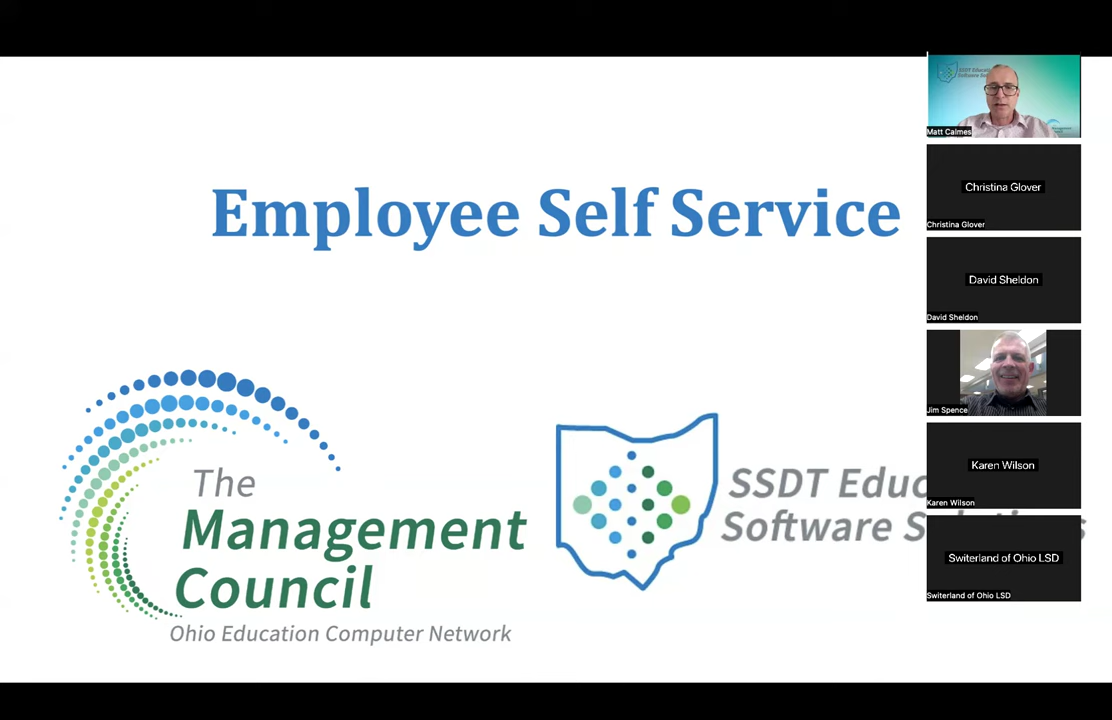 Employee Self Service
The
Management
Council
Ohio Education Computer Network
SSDT Educ
Software S
Matt Calmes
Christina Glover
Christina Glover
David Sheldon
David Sheldon
Jim Spence
Karen Wilson
Karen Wilson
Switerland of Ohio LSD
Switerland of Ohio LSD